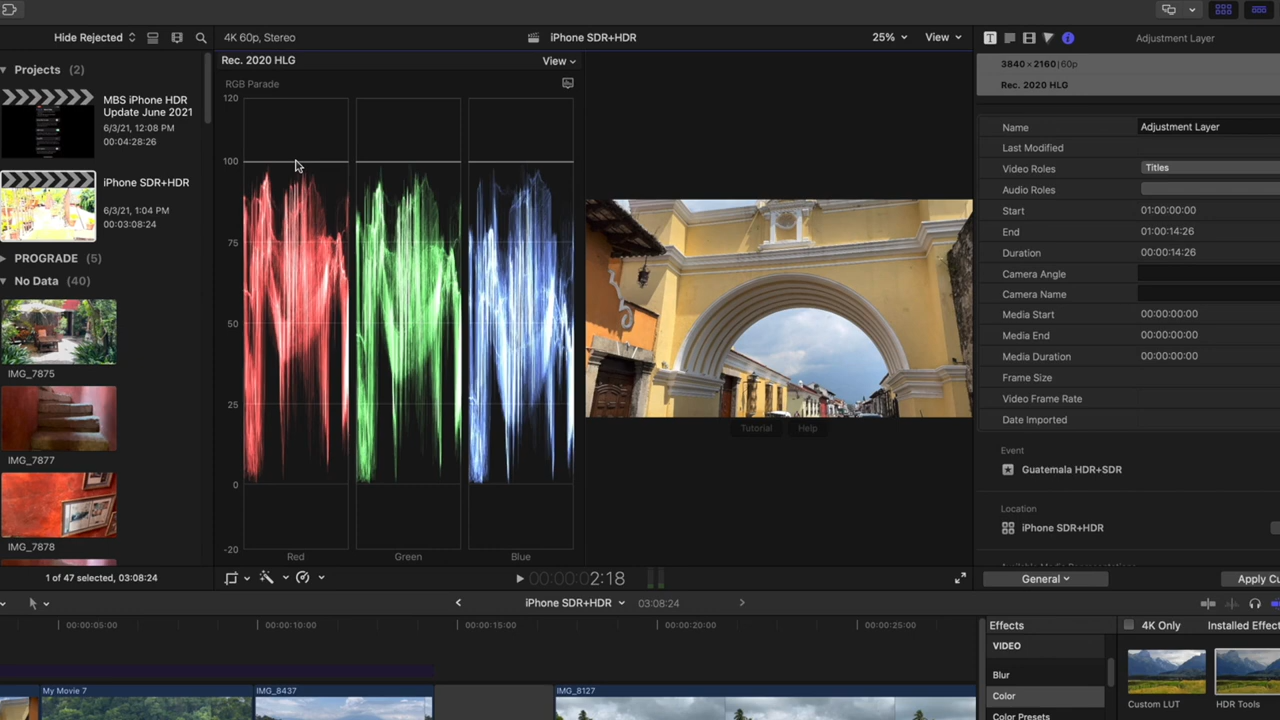 Hide Rejected
4K 60p, Stereo
iPhone SDR+HDR
25%
View
Adjustment Layer
Projects (2)
MBS iPhone HDR
Update June 2021
6/3/21, 12:08 PM
00:04:28:26
iPhone SDR+HDR
6/3/21, 1:04 PM
00:03:08:24
PROGRADE (5)
No Data (40)
IMG_7875
IMG_7877
IMG_7878
1 of 47 selected, 03:08:24
Rec. 2020 HLG
View
RGB Parade
120
100
75
50
25
0
-20
Red
Green
Blue
Tutorial
Help
3840 × 2160 | 60p
Rec. 2020 HLG
Name Adjustment Layer
Last Modified
Video Roles Titles
Audio Roles
Start 01:00:00:00
End 01:00:14:26
Duration 00:00:14:26
Camera Angle
Camera Name
Media Start 00:00:00:00
Media End 00:00:00:00
Media Duration 00:00:00:00
Frame Size
Video Frame Rate
Date Imported
Event
Guatemala HDR+SDR
Location
iPhone SDR+HDR
General
Apply Cu
00:00:02:18
iPhone SDR+HDR
03:08:24
00:00:05:00
00:00:10:00
00:00:15:00
00:00:20:00
00:00:25:00
My Movie 7
IMG_8437
IMG_8127
Effects
4K Only
Installed Effect
VIDEO
Blur
Color
Color Presets
Custom LUT
HDR Tools